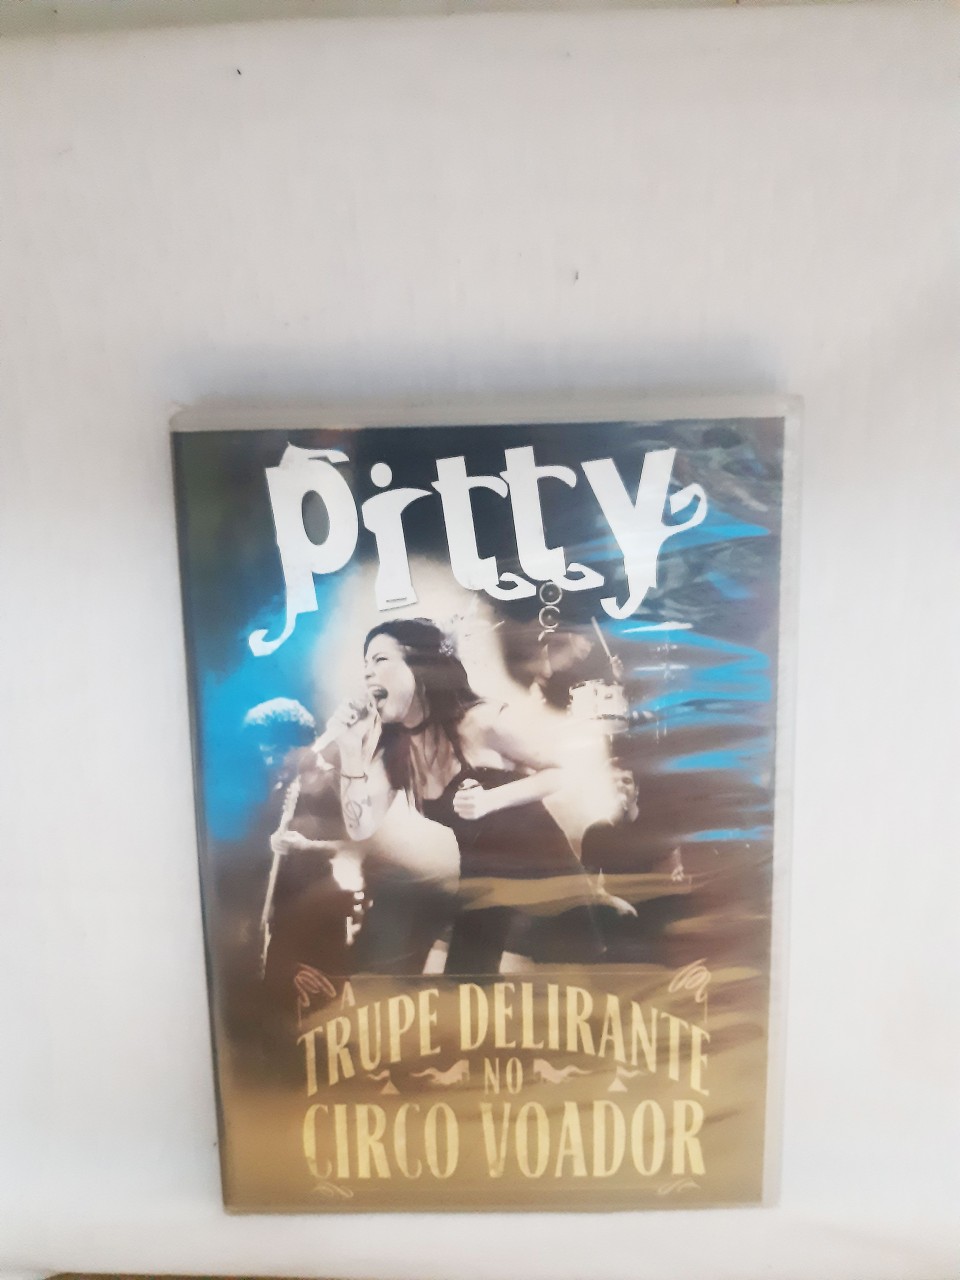 Pitty
A
TRUPE DELIRANTE
NO
CIRCO VOADOR